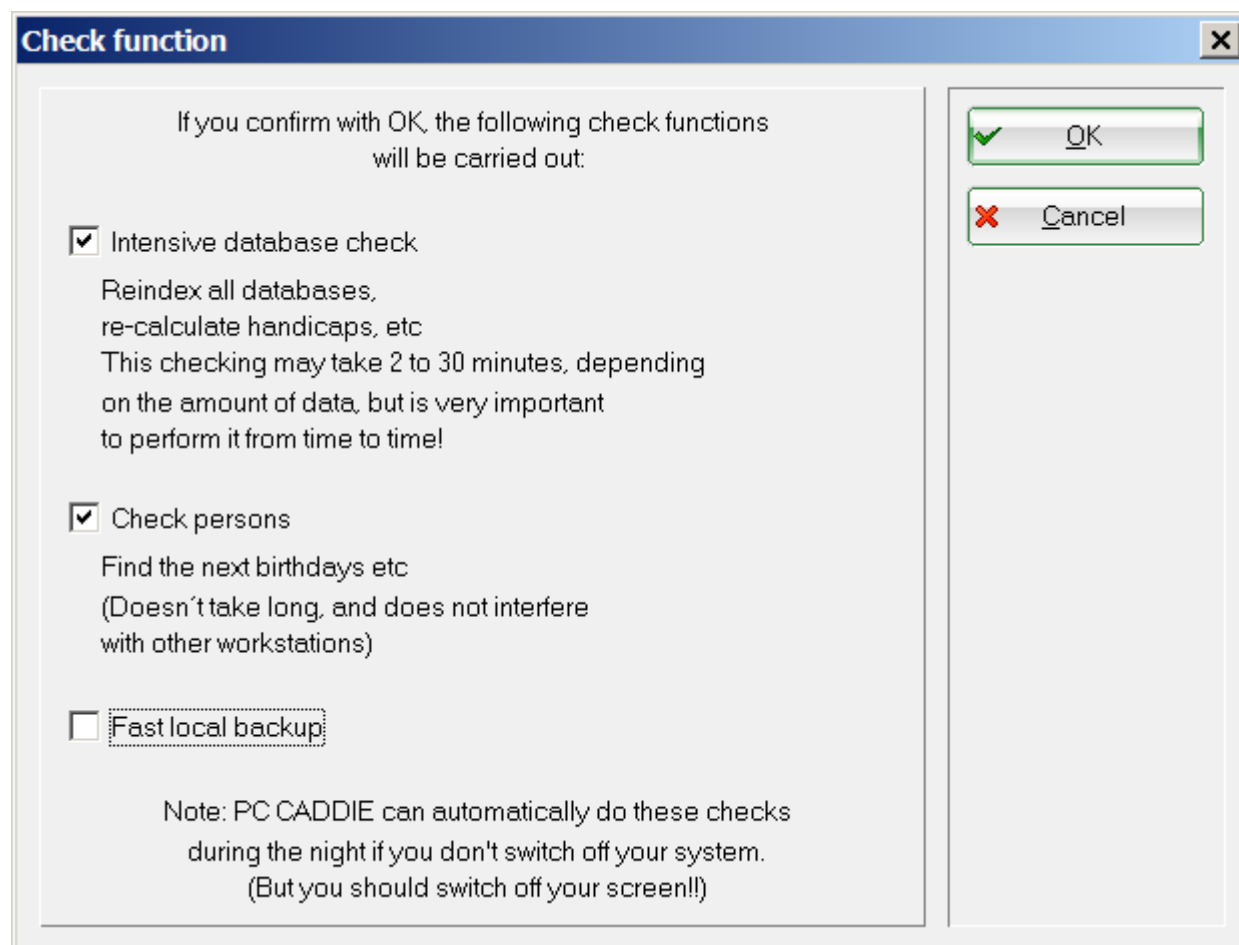 Check function
If you confirm with OK, the following check functions
will be carried out:
OK
Cancel
Intensive database check
Reindex all databases,
re-calculate handicaps, etc
This checking may take 2 to 30 minutes, depending
on the amount of data, but is very important
to perform it from time to time!
Check persons
Find the next birthdays etc
(Doesn´t take long, and does not interfere
with other workstations)
Fast local backup
Note: PC CADDIE can automatically do these checks
during the night if you don't switch off your system.
(But you should switch off your screen!!)